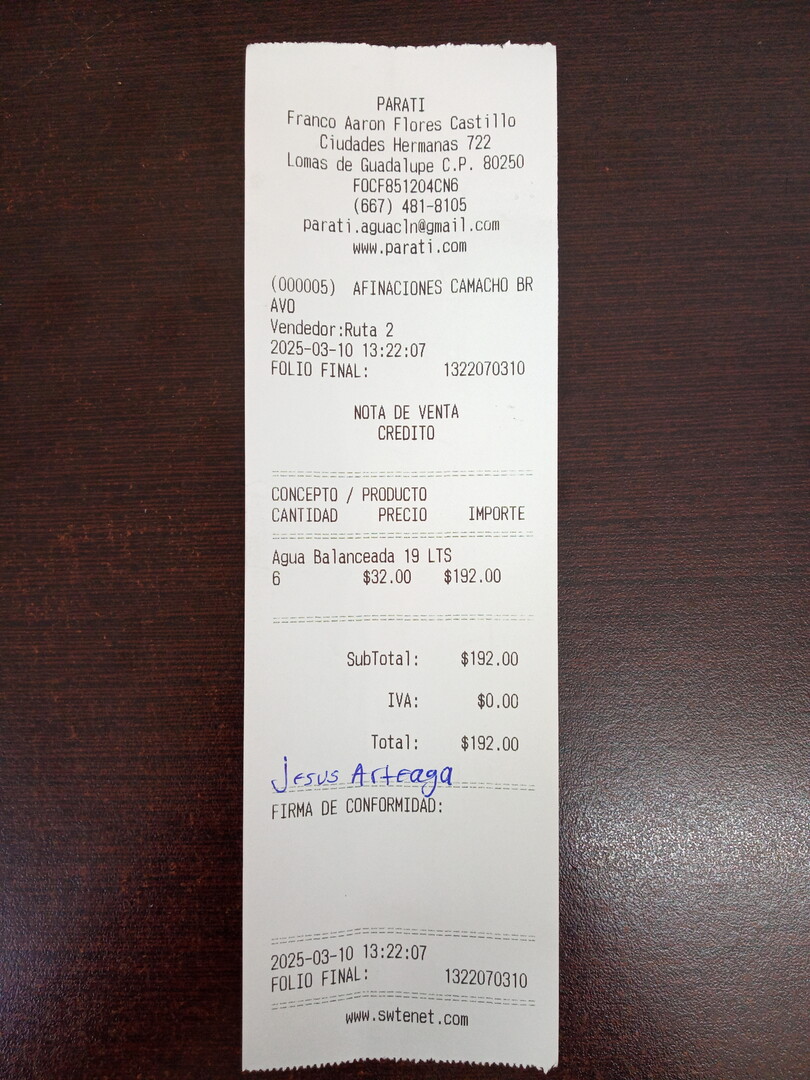 PARATI
Franco Aaron Flores Castillo
Ciudades Hermanas 722
Lomas de Guadalupe C.P. 80250
FOCF851204CN6
(667) 481-8105
parati.aguacln@gmail.com
www.parati.com
(000005) AFINACIONES CAMACHO BR
AVO
Vendedor:Ruta 2
2025-03-10 13:22:07
FOLIO FINAL: 1322070310
NOTA DE VENTA
CREDITO
CONCEPTO / PRODUCTO
CANTIDAD PRECIO IMPORTE
Agua Balanceada 19 LTS
6 $32.00 $192.00
SubTotal: $192.00
IVA: $0.00
Total: $192.00
Jesus Arteaga
FIRMA DE CONFORMIDAD:
2025-03-10 13:22:07
FOLIO FINAL: 1322070310
www.swtenet.com